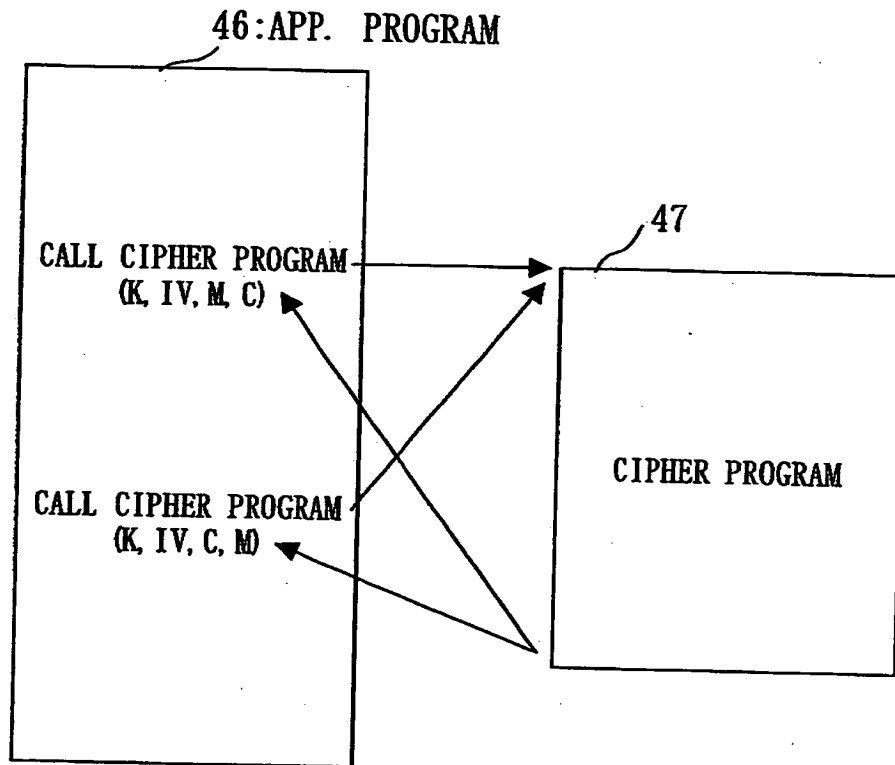 46:APP. PROGRAM
CALL CIPHER PROGRAM
(K, IV, M, C)
47
CIPHER PROGRAM
CALL CIPHER PROGRAM
(K, IV, C, M)